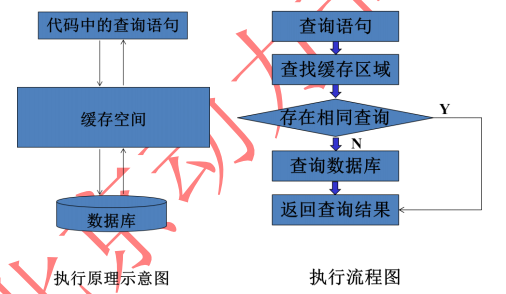 代码中的查询语句
缓存空间
数据库
执行原理示意图
查询语句
查找缓存区域
存在相同查询
Y
N
查询数据库
返回查询结果
执行流程图